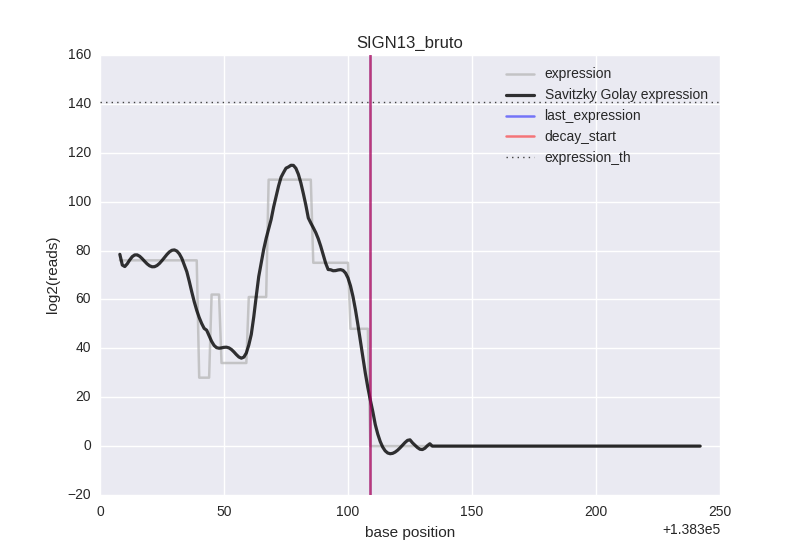 SIGN13_bruto
160
140
120
100
80
60
40
20
0
−20
log2(reads)
expression
Savitzky Golay expression
last_expression
decay_start
expression_th
0
50
100
150
200
250
+1.383e5
base position